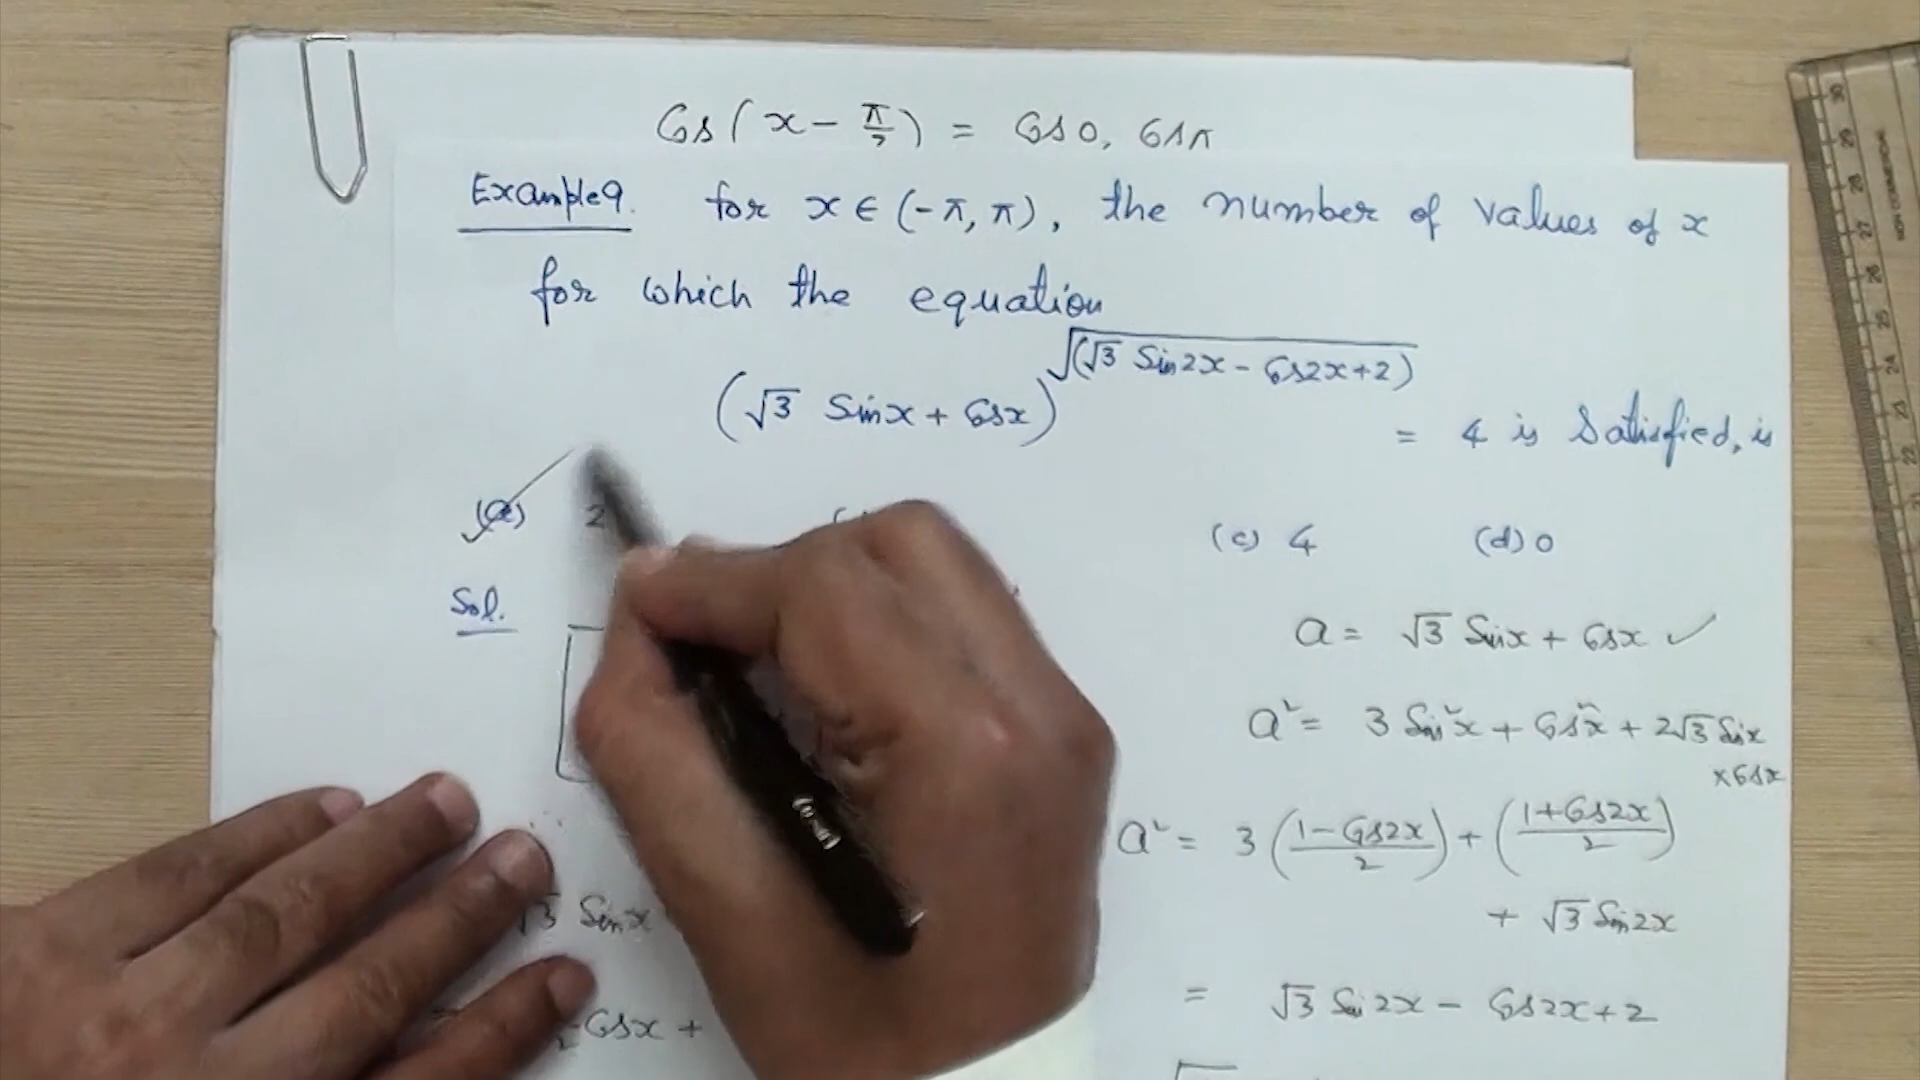 Cos(x - π/2) = Cos 0, Cos π
Example 9. for x ∈ (-π, π), the number of values of x
for which the equation
(√3 Sinx + Cosx)^√(√3 Sin2x - Cos2x + 2) = 4 is Satisfied, is
(a) 2 (c) 4 (d) 0
Sol.
a = √3 Sinx + Cosx ✓
a² = 3 Sin²x + Cos²x + 2√3 Sinx
× Cosx
a² = 3 ((1 - Cos2x)/2) + ((1 + Cos2x)/2)
+ √3 Sin2x
√3 Sinx
= √3 Sin2x - Cos2x + 2
Cosx +